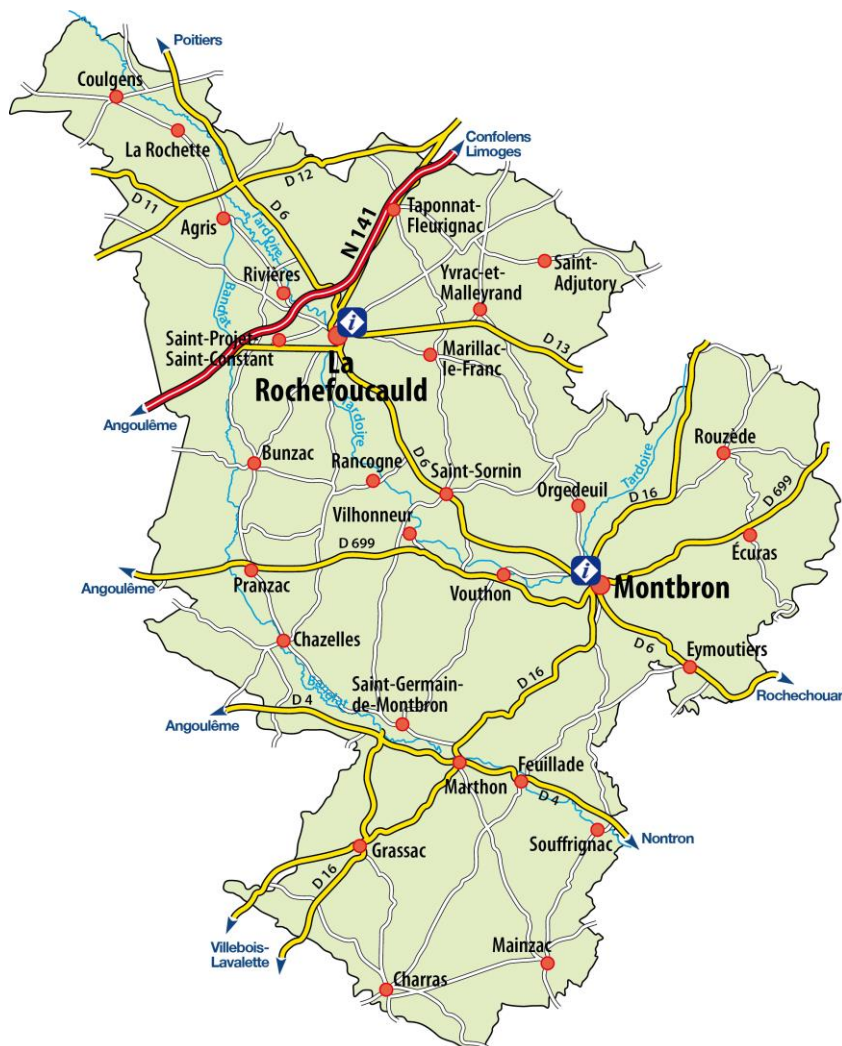 Poitiers
Coulgens
La Rochette
Confolens
Limoges
D 12
D 11
D 6
N 141
Taponnat-
Fleurignac
Agris
Tardoire
Rivières
Bandiat
Yvrac-et-
Malleyrand
Saint-
Adjutory
i
Saint-Projet-
Saint-Constant
D 13
Marillac-
le-Franc
La
Rochefoucauld
Angoulême
Tardoire
Bunzac
Rancogne
D 6
Saint-Sornin
Tardoire
Rouzède
Orgedeuil
D 16
D 699
Vilhonneur
D 699
Écuras
Angoulême
Pranzac
Vouthon
i
Montbron
Chazelles
D 6
Eymoutiers
D 16
Rochechouar
Saint-Germain-
de-Montbron
Bandiat
Angoulême
D 4
Marthon
Feuillade
D 4
Souffrignac
Nontron
Grassac
D 16
Villebois-
Lavalette
Mainzac
Charras